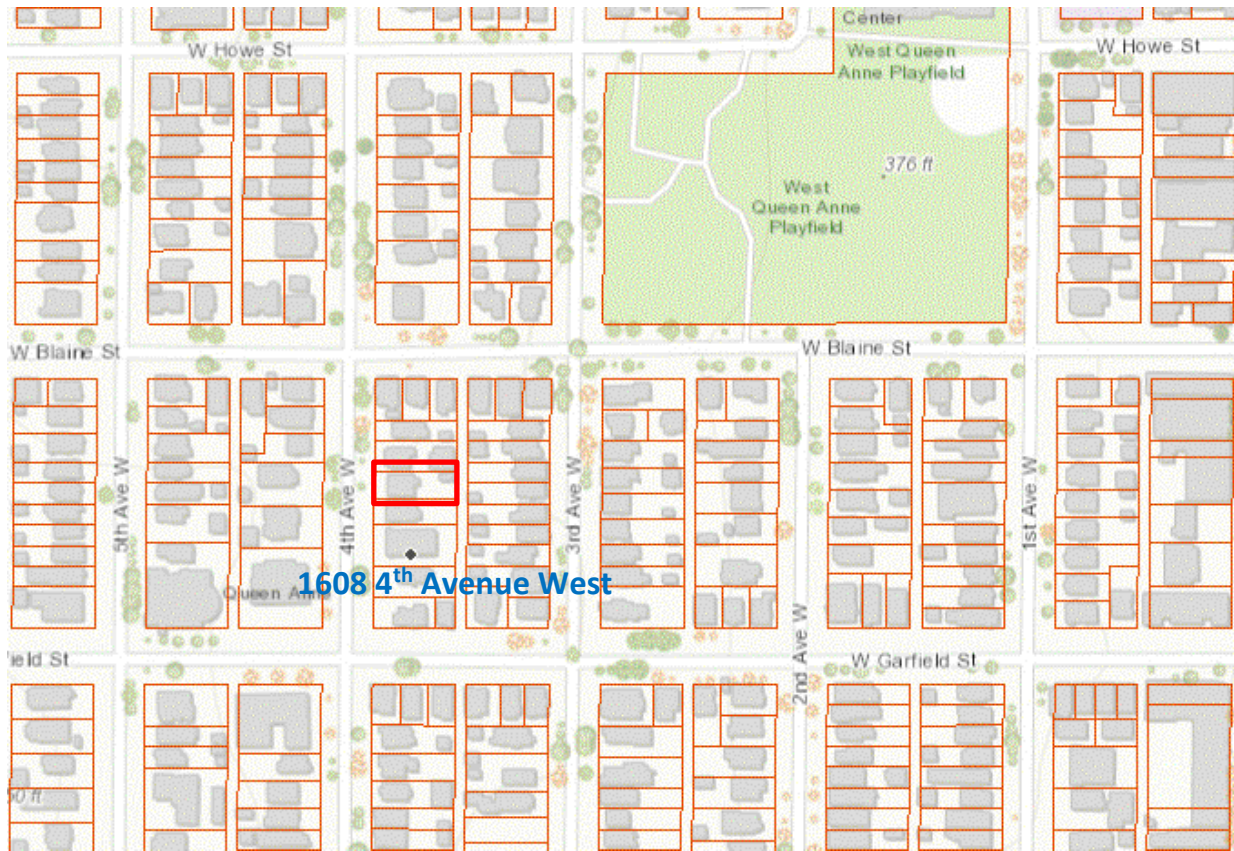 Center
W Howe St
West Queen
Anne Playfield
W Howe St
376 ft
West
Queen Anne
Playfield
W Blaine St
W Blaine St
5th Ave W
4th Ave W
3rd Ave W
1st Ave W
1608 4th Avenue West
Queen
2nd Ave W
ield St
W Garfield St
0 ft